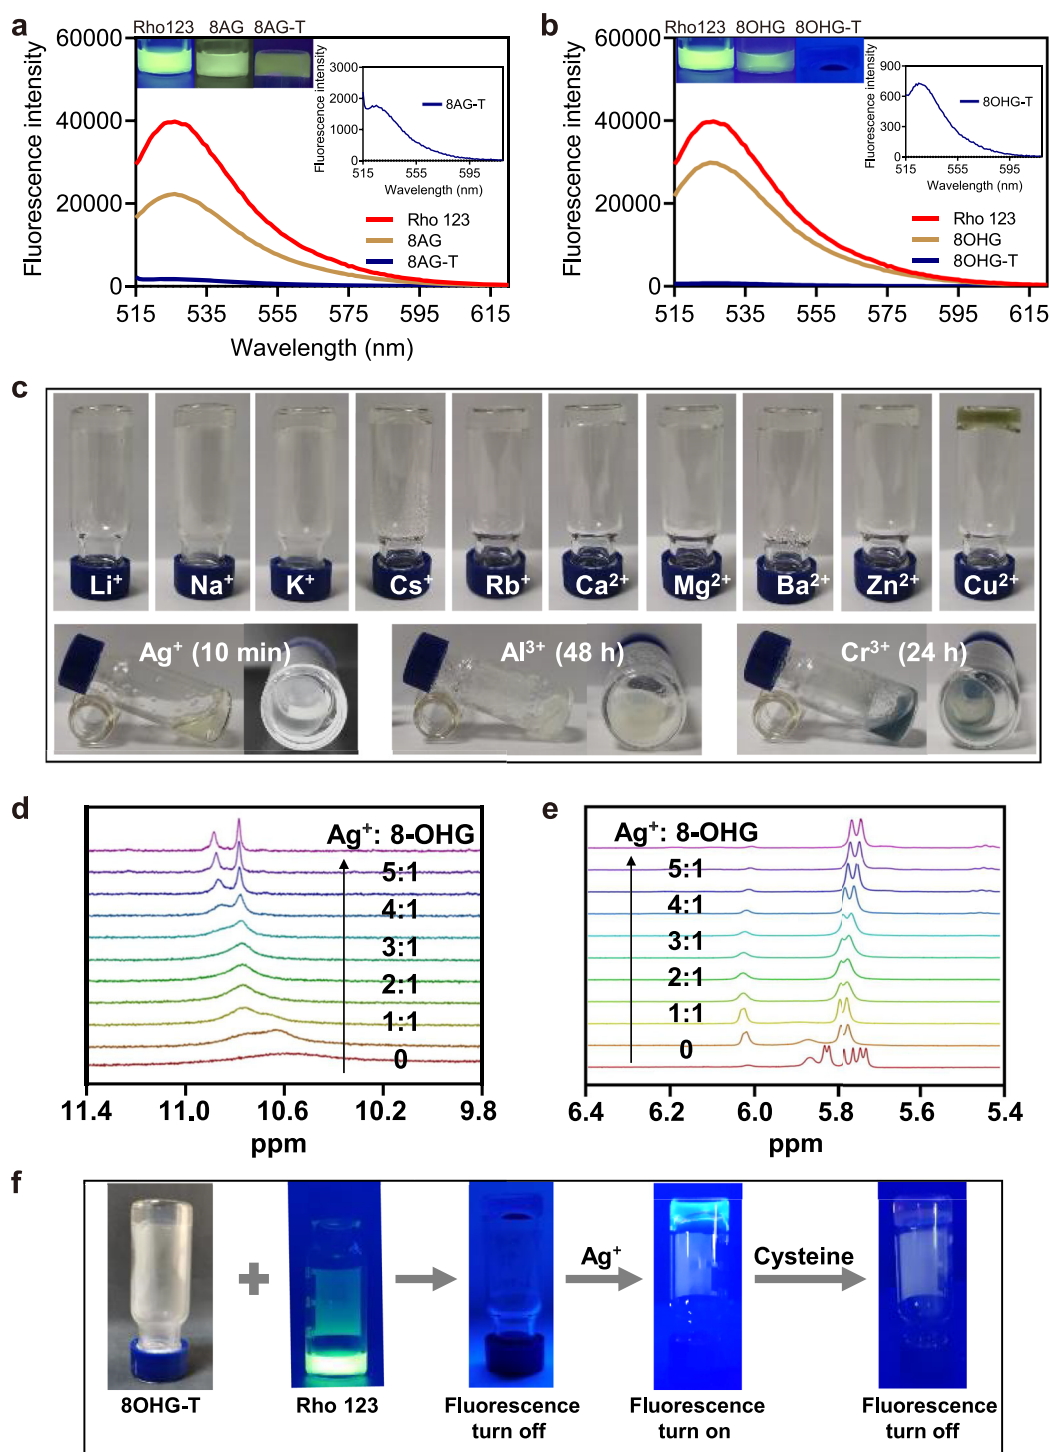 a
Rho123 8AG 8AG-T
60000
40000
20000
0
Fluorescence intensity
515 535 555 575 595 615
Wavelength (nm)
3000
2000
1000
0
Fluorescence intensity
8AG-T
515 555 595
Wavelength (nm)
Rho 123
8AG
8AG-T
b
Rho123 8OHG 8OHG-T
60000
40000
20000
0
Fluorescence intensity
515 535 555 575 595 615
900
600
300
0
Fluorescence intensity
8OHG-T
515 555 595
Wavelength (nm)
Rho 123
8OHG
8OHG-T
c
Li⁺ Na⁺ K⁺ Cs⁺ Rb⁺ Ca²⁺ Mg²⁺ Ba²⁺ Zn²⁺ Cu²⁺
Ag⁺ (10 min) Al³⁺ (48 h) Cr³⁺ (24 h)
d
Ag⁺: 8-OHG
5:1
4:1
3:1
2:1
1:1
0
11.4 11.0 10.6 10.2 9.8
ppm
e
Ag⁺: 8-OHG
5:1
4:1
3:1
2:1
1:1
0
6.4 6.2 6.0 5.8 5.6 5.4
ppm
f
Ag⁺ Cysteine
8OHG-T Rho 123 Fluorescence Fluorescence Fluorescence
turn off turn on turn off